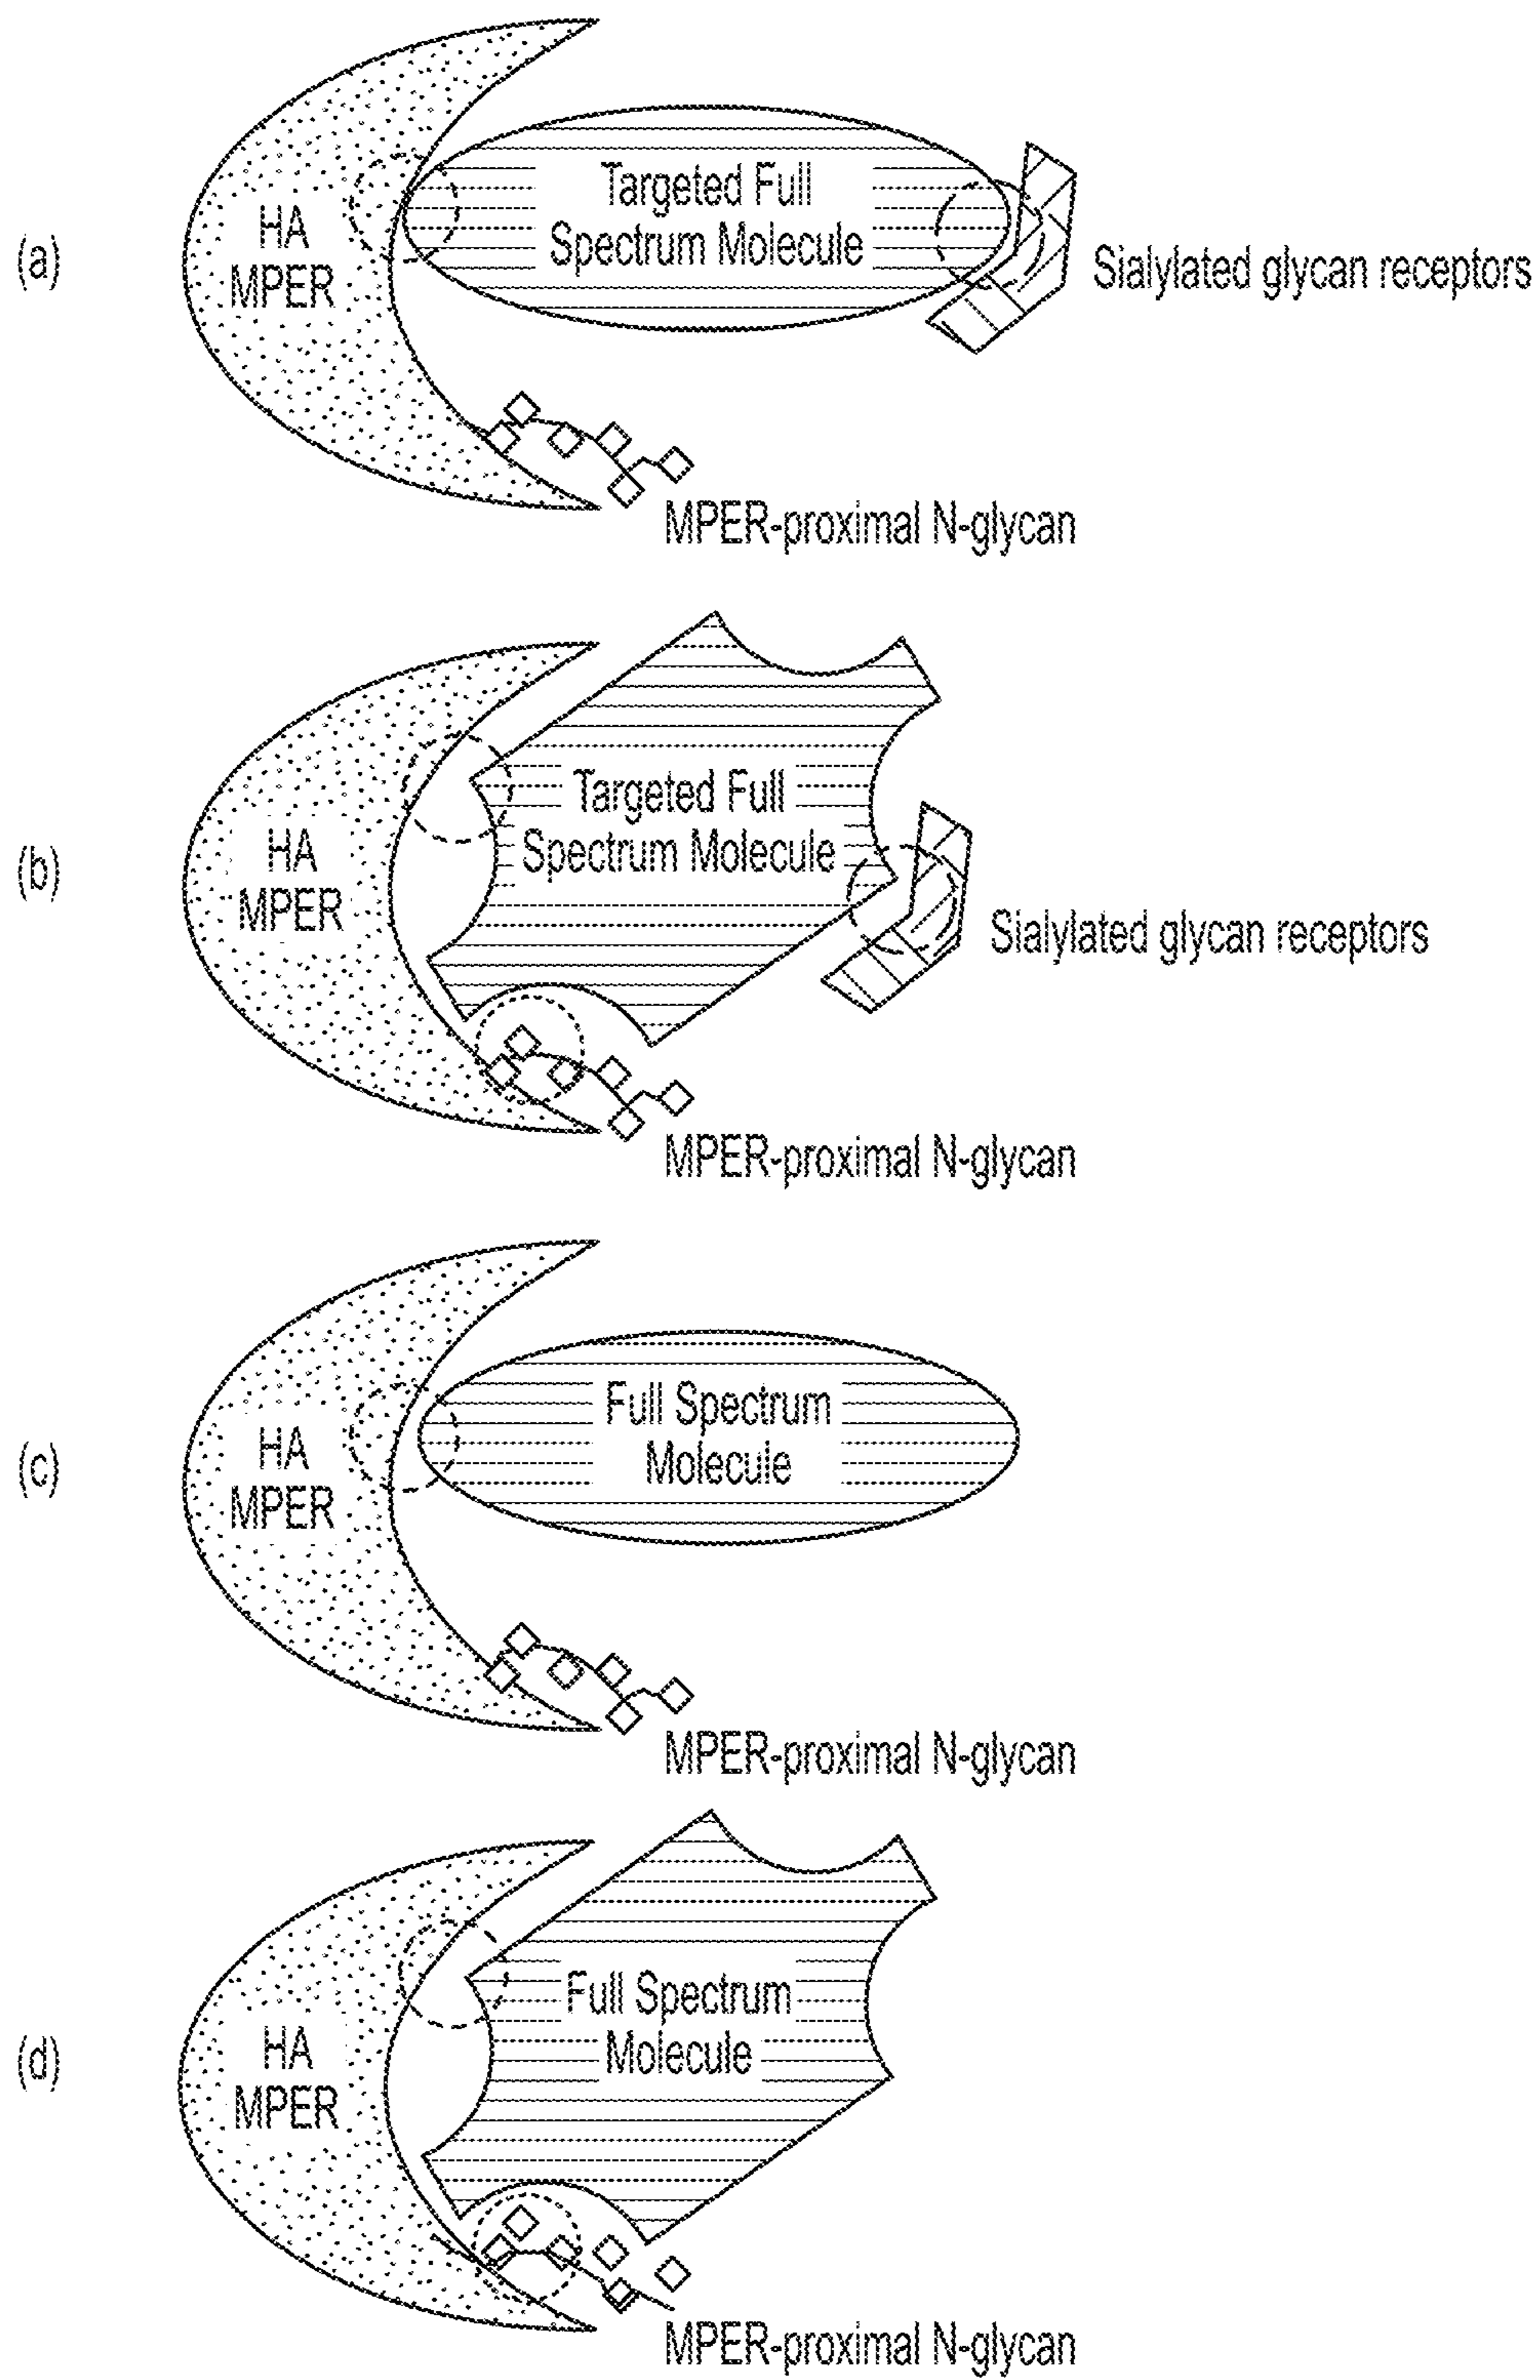 (a)
HA
MPER
Targeted Full
Spectrum Molecule
Sialylated glycan receptors
MPER-proximal N-glycan
(b)
HA
MPER
Targeted Full
Spectrum Molecule
Sialylated glycan receptors
MPER-proximal N-glycan
(c)
HA
MPER
Full Spectrum
Molecule
MPER-proximal N-glycan
(d)
HA
MPER
Full Spectrum
Molecule
MPER-proximal N-glycan